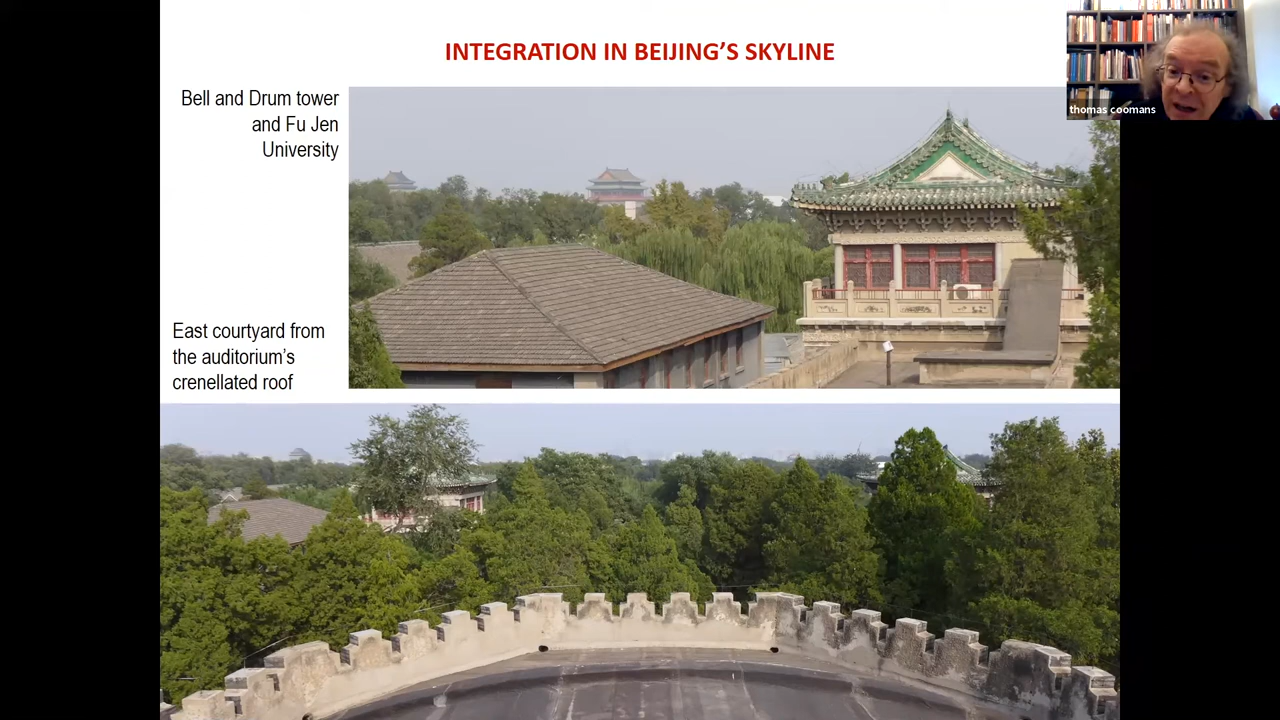 INTEGRATION IN BEIJING’S SKYLINE
thomas coomans
Bell and Drum tower
and Fu Jen
University
East courtyard from
the auditorium’s
crenellated roof